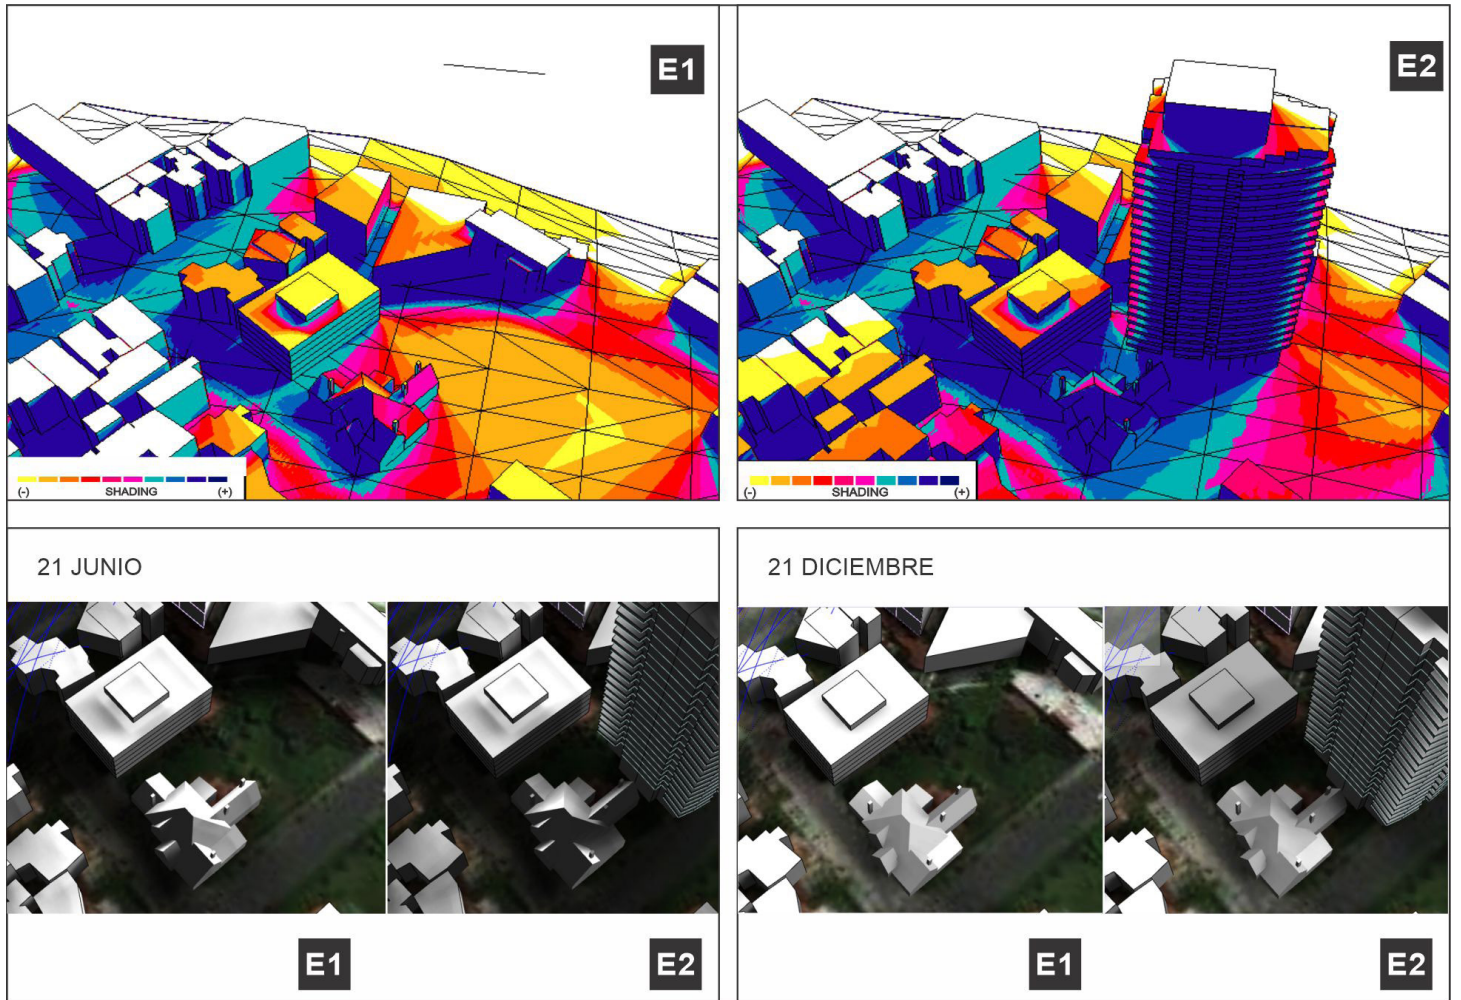 E1
E2
(-) SHADING (+)
(-) SHADING (+)
21 JUNIO
21 DICIEMBRE
E1
E2
E1
E2